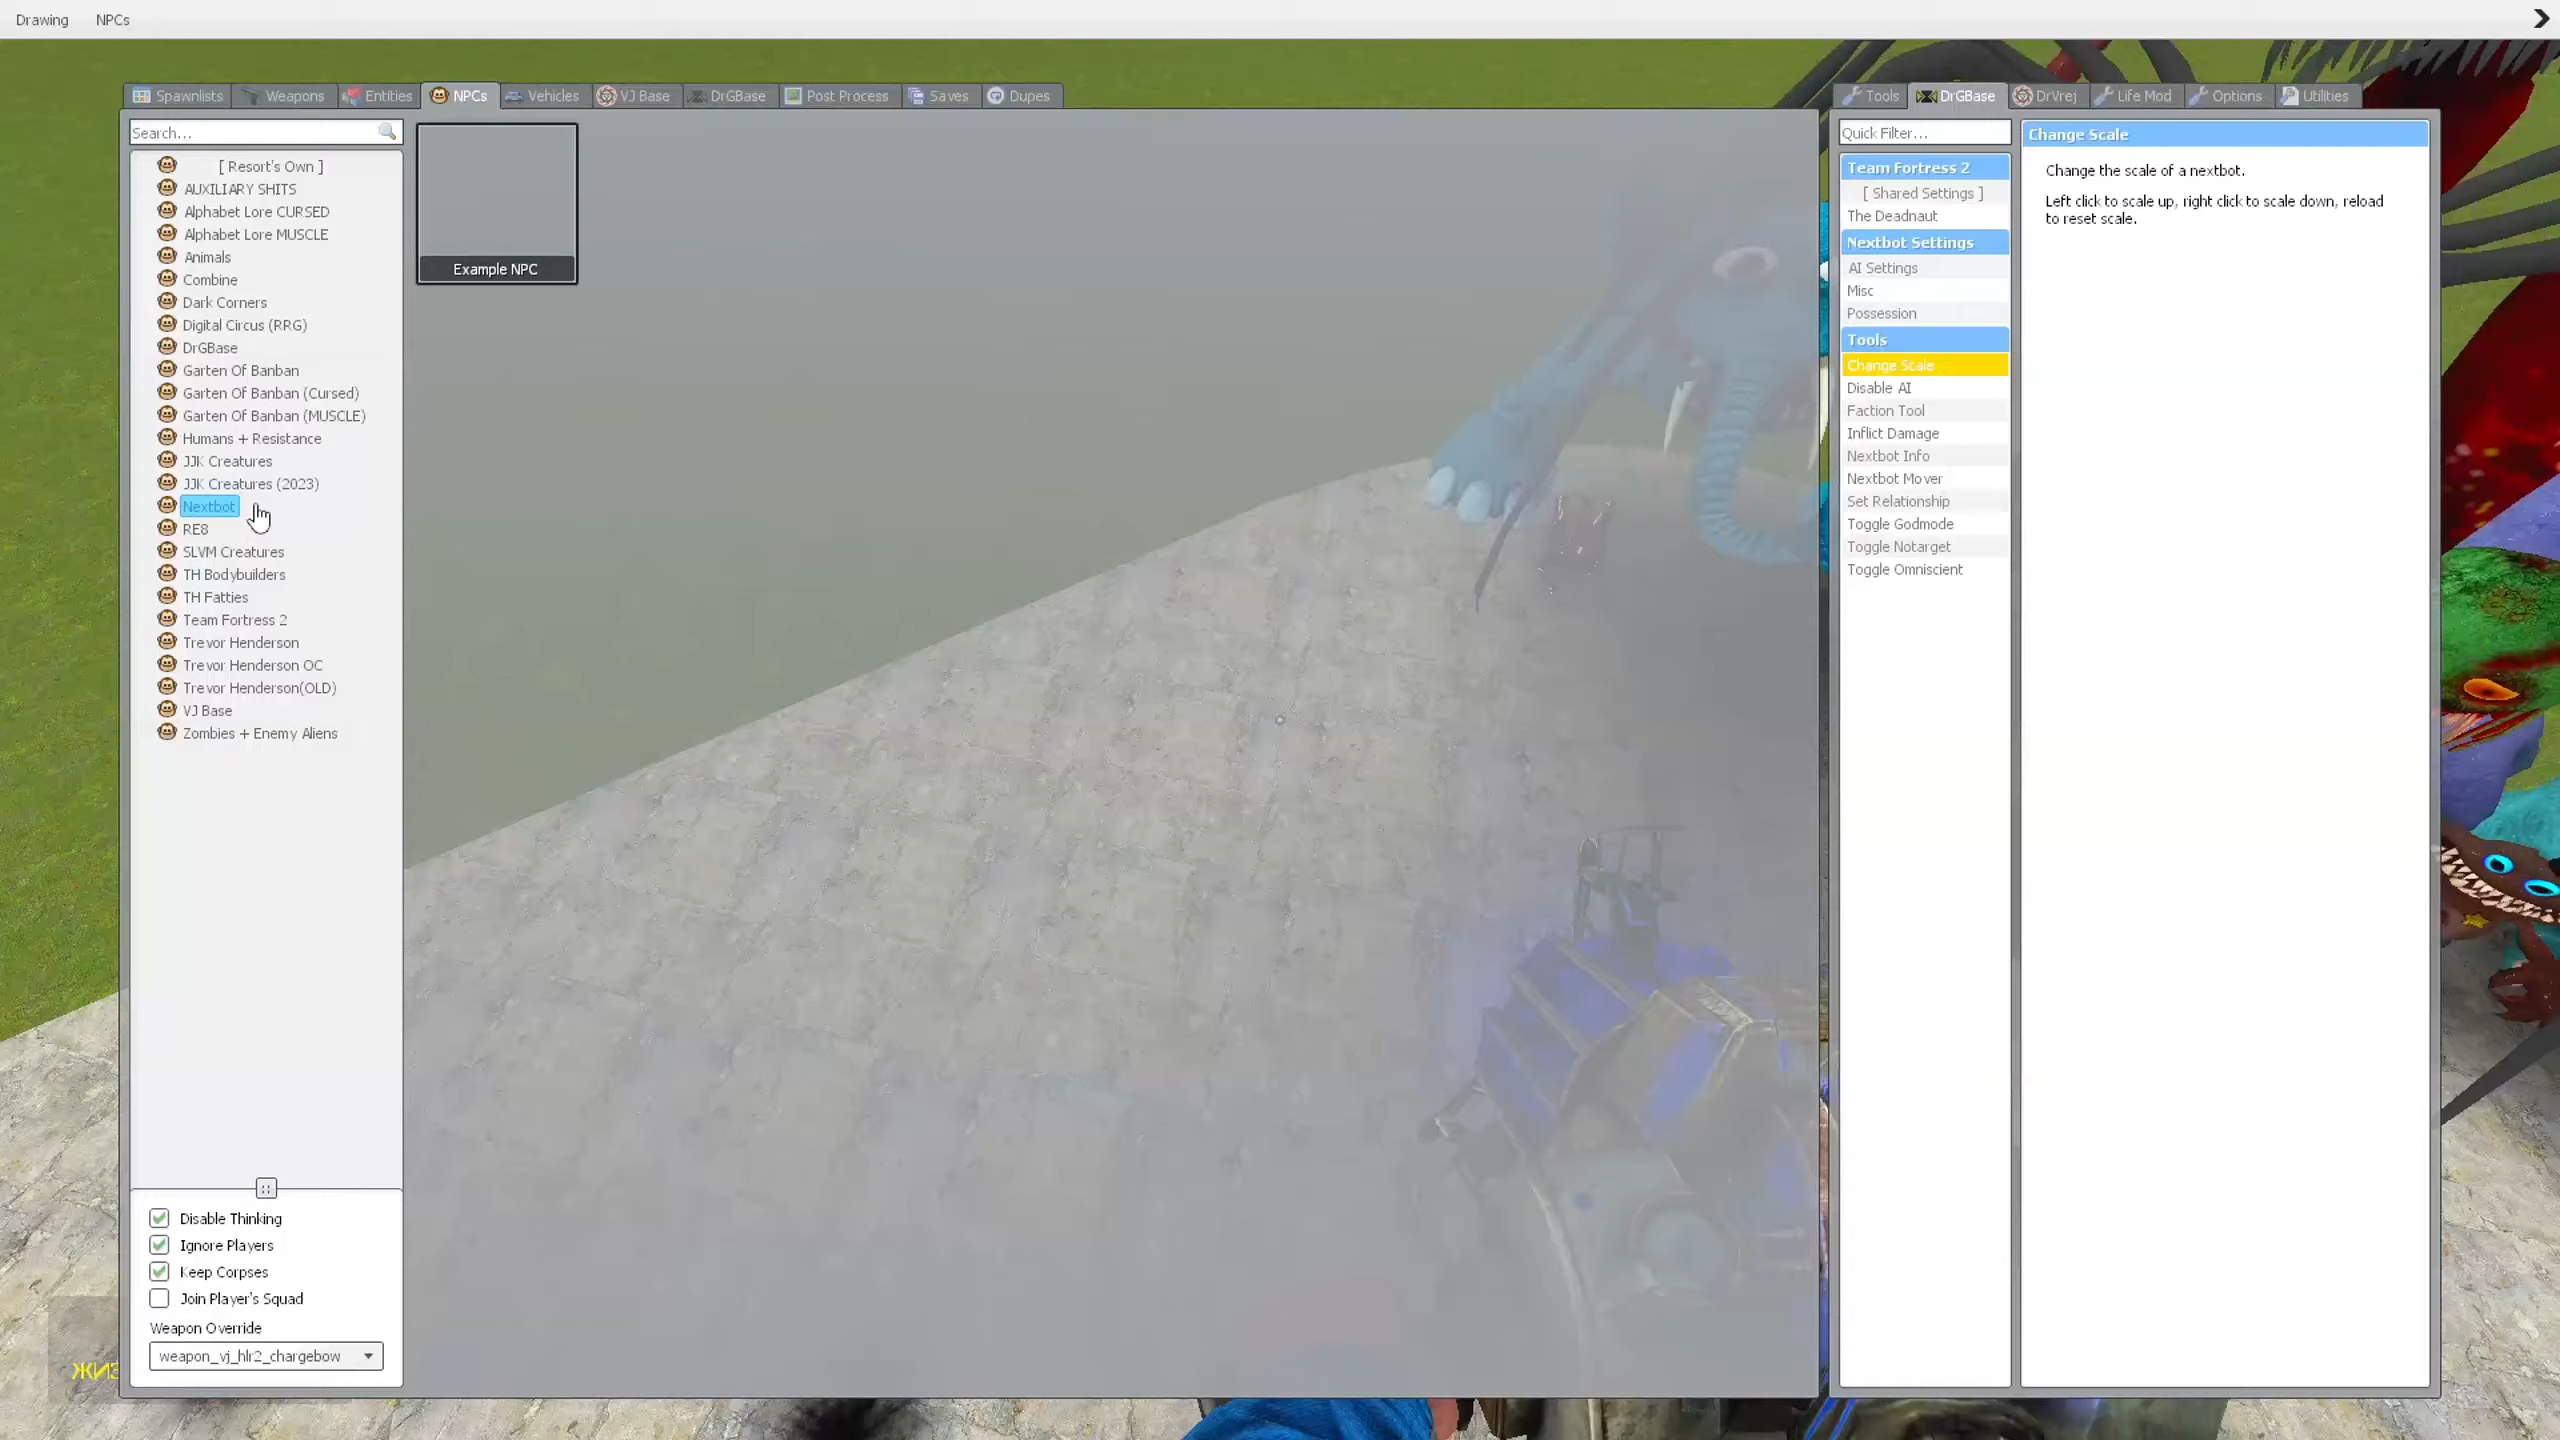 Drawing NPCs
Spawnlists Weapons Entities NPCs Vehicles VJ Base DrGBase Post Process Saves Dupes
Search...
[ Resort's Own ]
AUXILIARY SHITS
Alphabet Lore CURSED
Alphabet Lore MUSCLE
Animals
Combine
Dark Corners
Digital Circus (RRG)
DrGBase
Garten Of Banban
Garten Of Banban (Cursed)
Garten Of Banban (MUSCLE)
Humans + Resistance
JJK Creatures
JJK Creatures (2023)
Nextbot
RE8
SLVM Creatures
TH Bodybuilders
TH Fatties
Team Fortress 2
Trevor Henderson
Trevor Henderson OC
Trevor Henderson(OLD)
VJ Base
Zombies + Enemy Aliens
Disable Thinking
Ignore Players
Keep Corpses
Join Player's Squad
Weapon Override
weapon_vj_hlr2_chargebow
ЖИЗ
Example NPC
Tools DrGBase DrVrej Life Mod Options Utilities
Quick Filter...
Team Fortress 2
[ Shared Settings ]
The Deadnaut
Nextbot Settings
AI Settings
Misc
Possession
Tools
Change Scale
Disable AI
Faction Tool
Inflict Damage
Nextbot Info
Nextbot Mover
Set Relationship
Toggle Godmode
Toggle Notarget
Toggle Omniscient
Change Scale
Change the scale of a nextbot.
Left click to scale up, right click to scale down, reload
to reset scale.